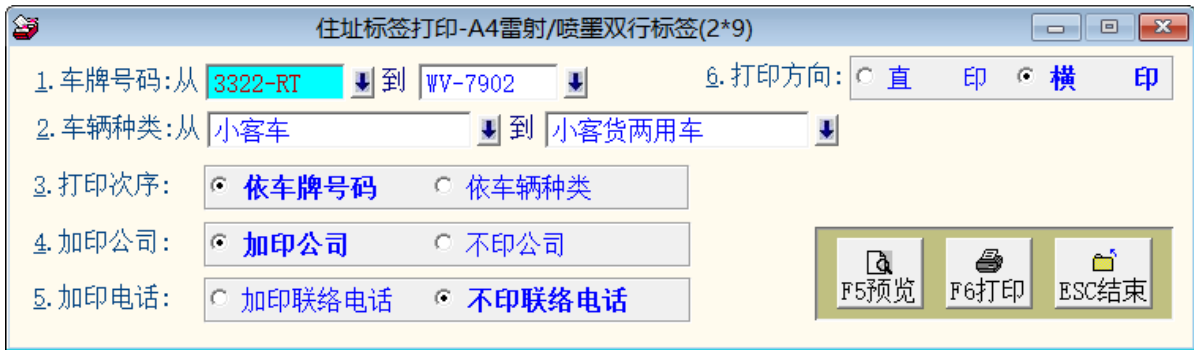 住址标签打印-A4雷射/喷墨双行标签(2*9)
1.车牌号码:从 3322-RT 到 WV-7902 6.打印方向: 直 印 横 印
2.车辆种类:从 小客车 到 小客货两用车
3.打印次序: 依车牌号码 依车辆种类
4.加印公司: 加印公司 不印公司
5.加印电话: 加印联络电话 不印联络电话
F5预览 F6打印 ESC结束